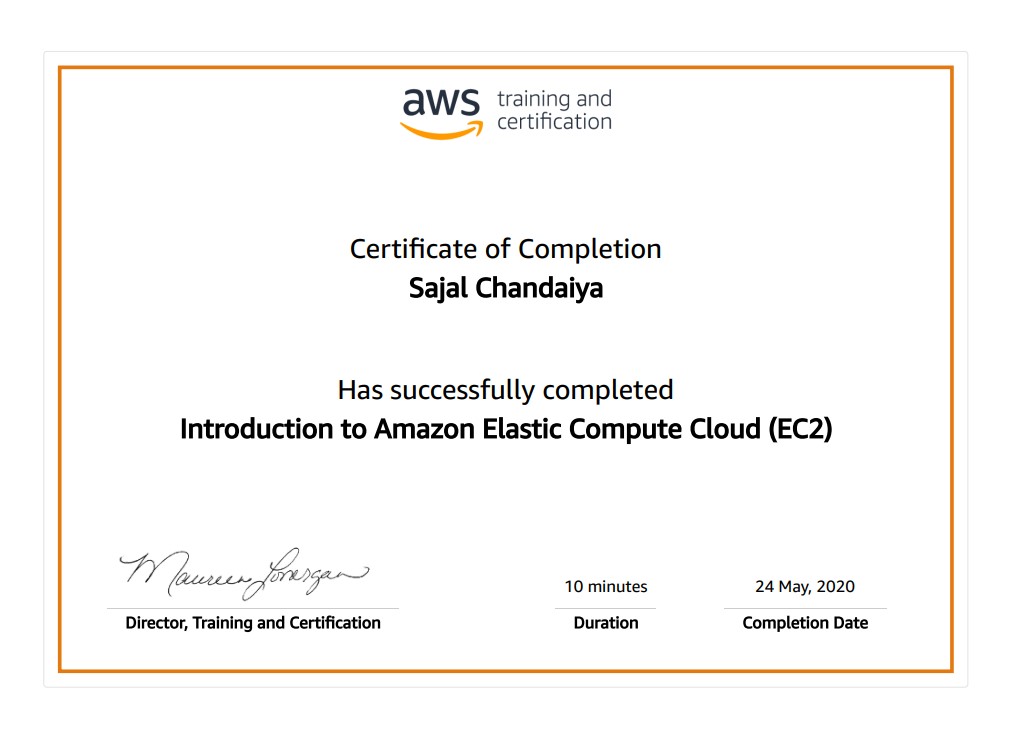 aws training and
certification
Certificate of Completion
Sajal Chandaiya
Has successfully completed
Introduction to Amazon Elastic Compute Cloud (EC2)
Maureen Lonergan
10 minutes
24 May, 2020
Director, Training and Certification
Duration
Completion Date